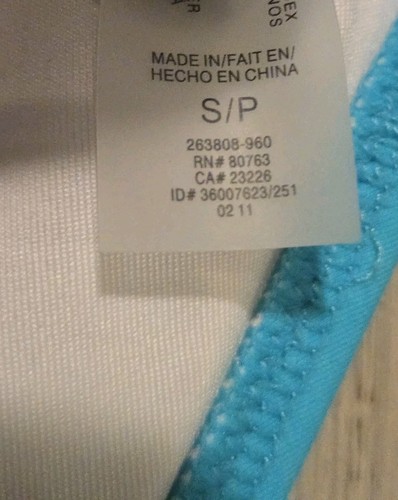 MADE IN/FAIT EN/
HECHO EN CHINA
S/P
263808-960
RN# 80763
CA# 23226
ID# 36007623/251
02 11